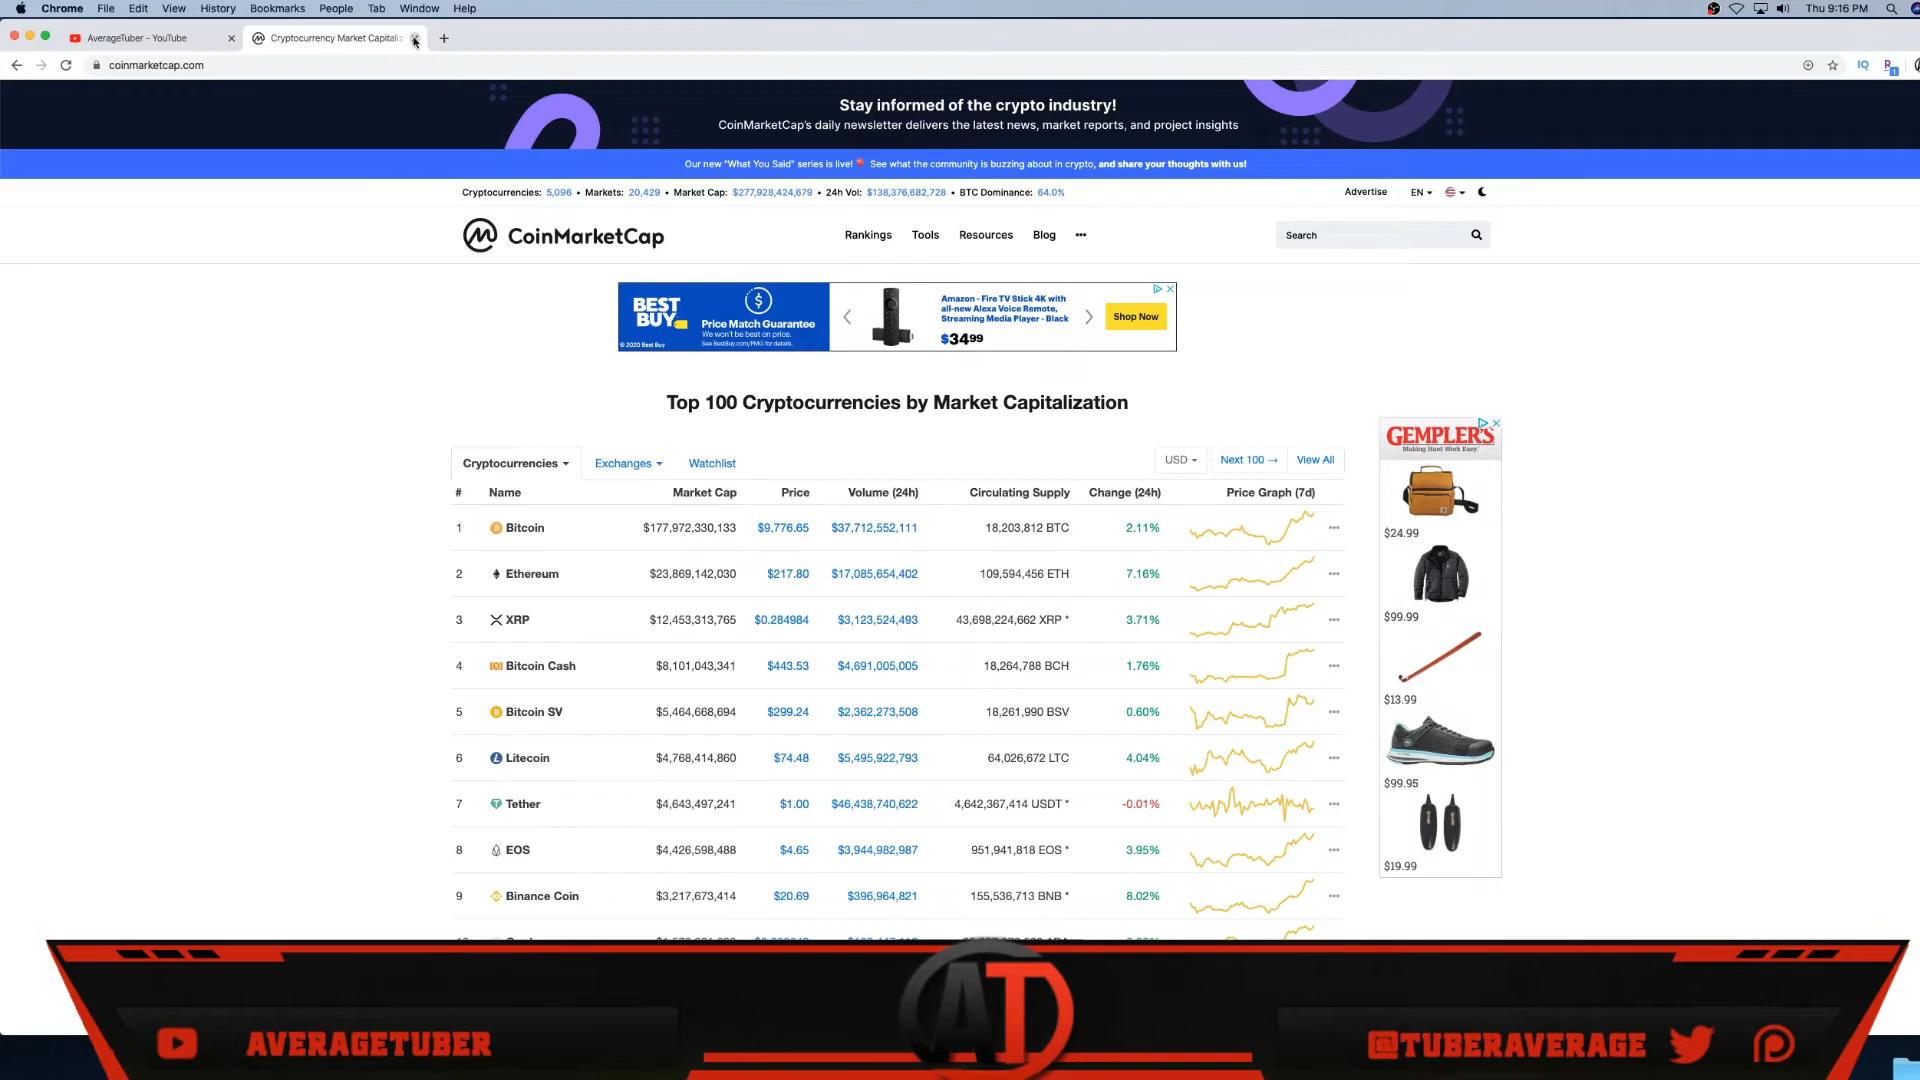 Chrome File Edit View History Bookmarks People Tab Window Help Thu 9:16 PM
AverageTuber - YouTube Cryptocurrency Market Capitaliz
coinmarketcap.com
Stay informed of the crypto industry!
CoinMarketCap's daily newsletter delivers the latest news, market reports, and project insights
Our new "What You Said" series is live! See what the community is buzzing about in crypto, and share your thoughts with us!
Cryptocurrencies: 5,096 • Markets: 20,429 • Market Cap: $277,928,424,679 • 24h Vol: $138,376,682,728 • BTC Dominance: 64.0% Advertise EN
CoinMarketCap Rankings Tools Resources Blog ••• Search
BEST BUY
Price Match Guarantee
We won't be beat on price.
See BestBuy.com/PMG for details.
© 2020 Best Buy
Amazon - Fire TV Stick 4K with
all-new Alexa Voice Remote,
Streaming Media Player - Black
$34.99
Shop Now
Top 100 Cryptocurrencies by Market Capitalization
Cryptocurrencies Exchanges Watchlist USD Next 100 → View All
# Name Market Cap Price Volume (24h) Circulating Supply Change (24h) Price Graph (7d)
1 Bitcoin $177,972,330,133 $9,776.65 $37,712,552,111 18,203,812 BTC 2.11%
2 Ethereum $23,869,142,030 $217.80 $17,085,654,402 109,594,456 ETH 7.16%
3 XRP $12,453,313,765 $0.284984 $3,123,524,493 43,698,224,662 XRP * 3.71%
4 Bitcoin Cash $8,101,043,341 $443.53 $4,691,005,005 18,264,788 BCH 1.76%
5 Bitcoin SV $5,464,668,694 $299.24 $2,362,273,508 18,261,990 BSV 0.60%
6 Litecoin $4,768,414,860 $74.48 $5,495,922,793 64,026,672 LTC 4.04%
7 Tether $4,643,497,241 $1.00 $46,438,740,622 4,642,367,414 USDT * -0.01%
8 EOS $4,426,598,488 $4.65 $3,944,982,987 951,941,818 EOS * 3.95%
9 Binance Coin $3,217,673,414 $20.69 $396,964,821 155,536,713 BNB * 8.02%
GEMPLER'S
Making Hard Work Easy.
$24.99
$99.99
$13.99
$99.95
$19.99
AVERAGETUBER
AT
@TUBERAVERAGE